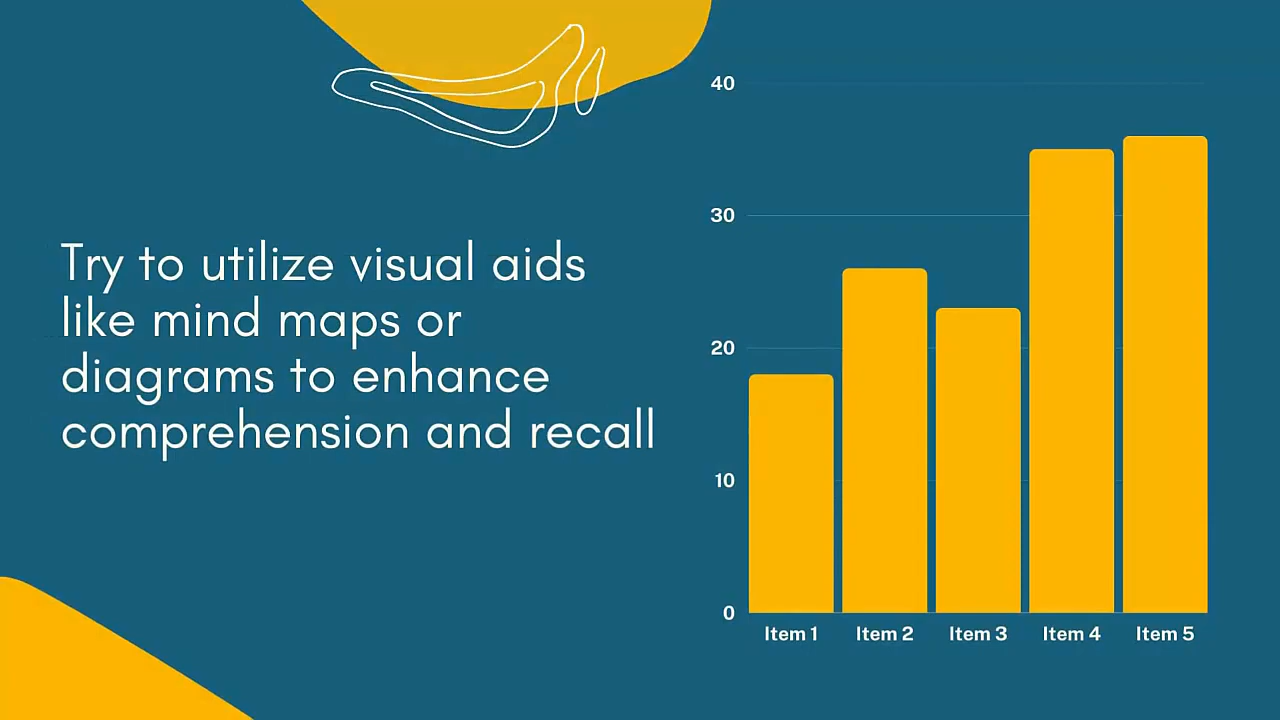 Try to utilize visual aids
like mind maps or
diagrams to enhance
comprehension and recall
40
30
20
10
0
Item 1
Item 2
Item 3
Item 4
Item 5